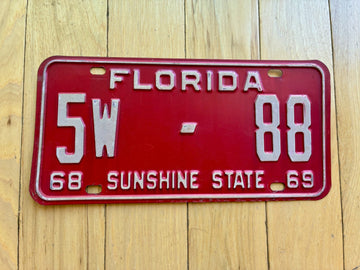 FLORIDA
5W - 88
68 SUNSHINE STATE 69